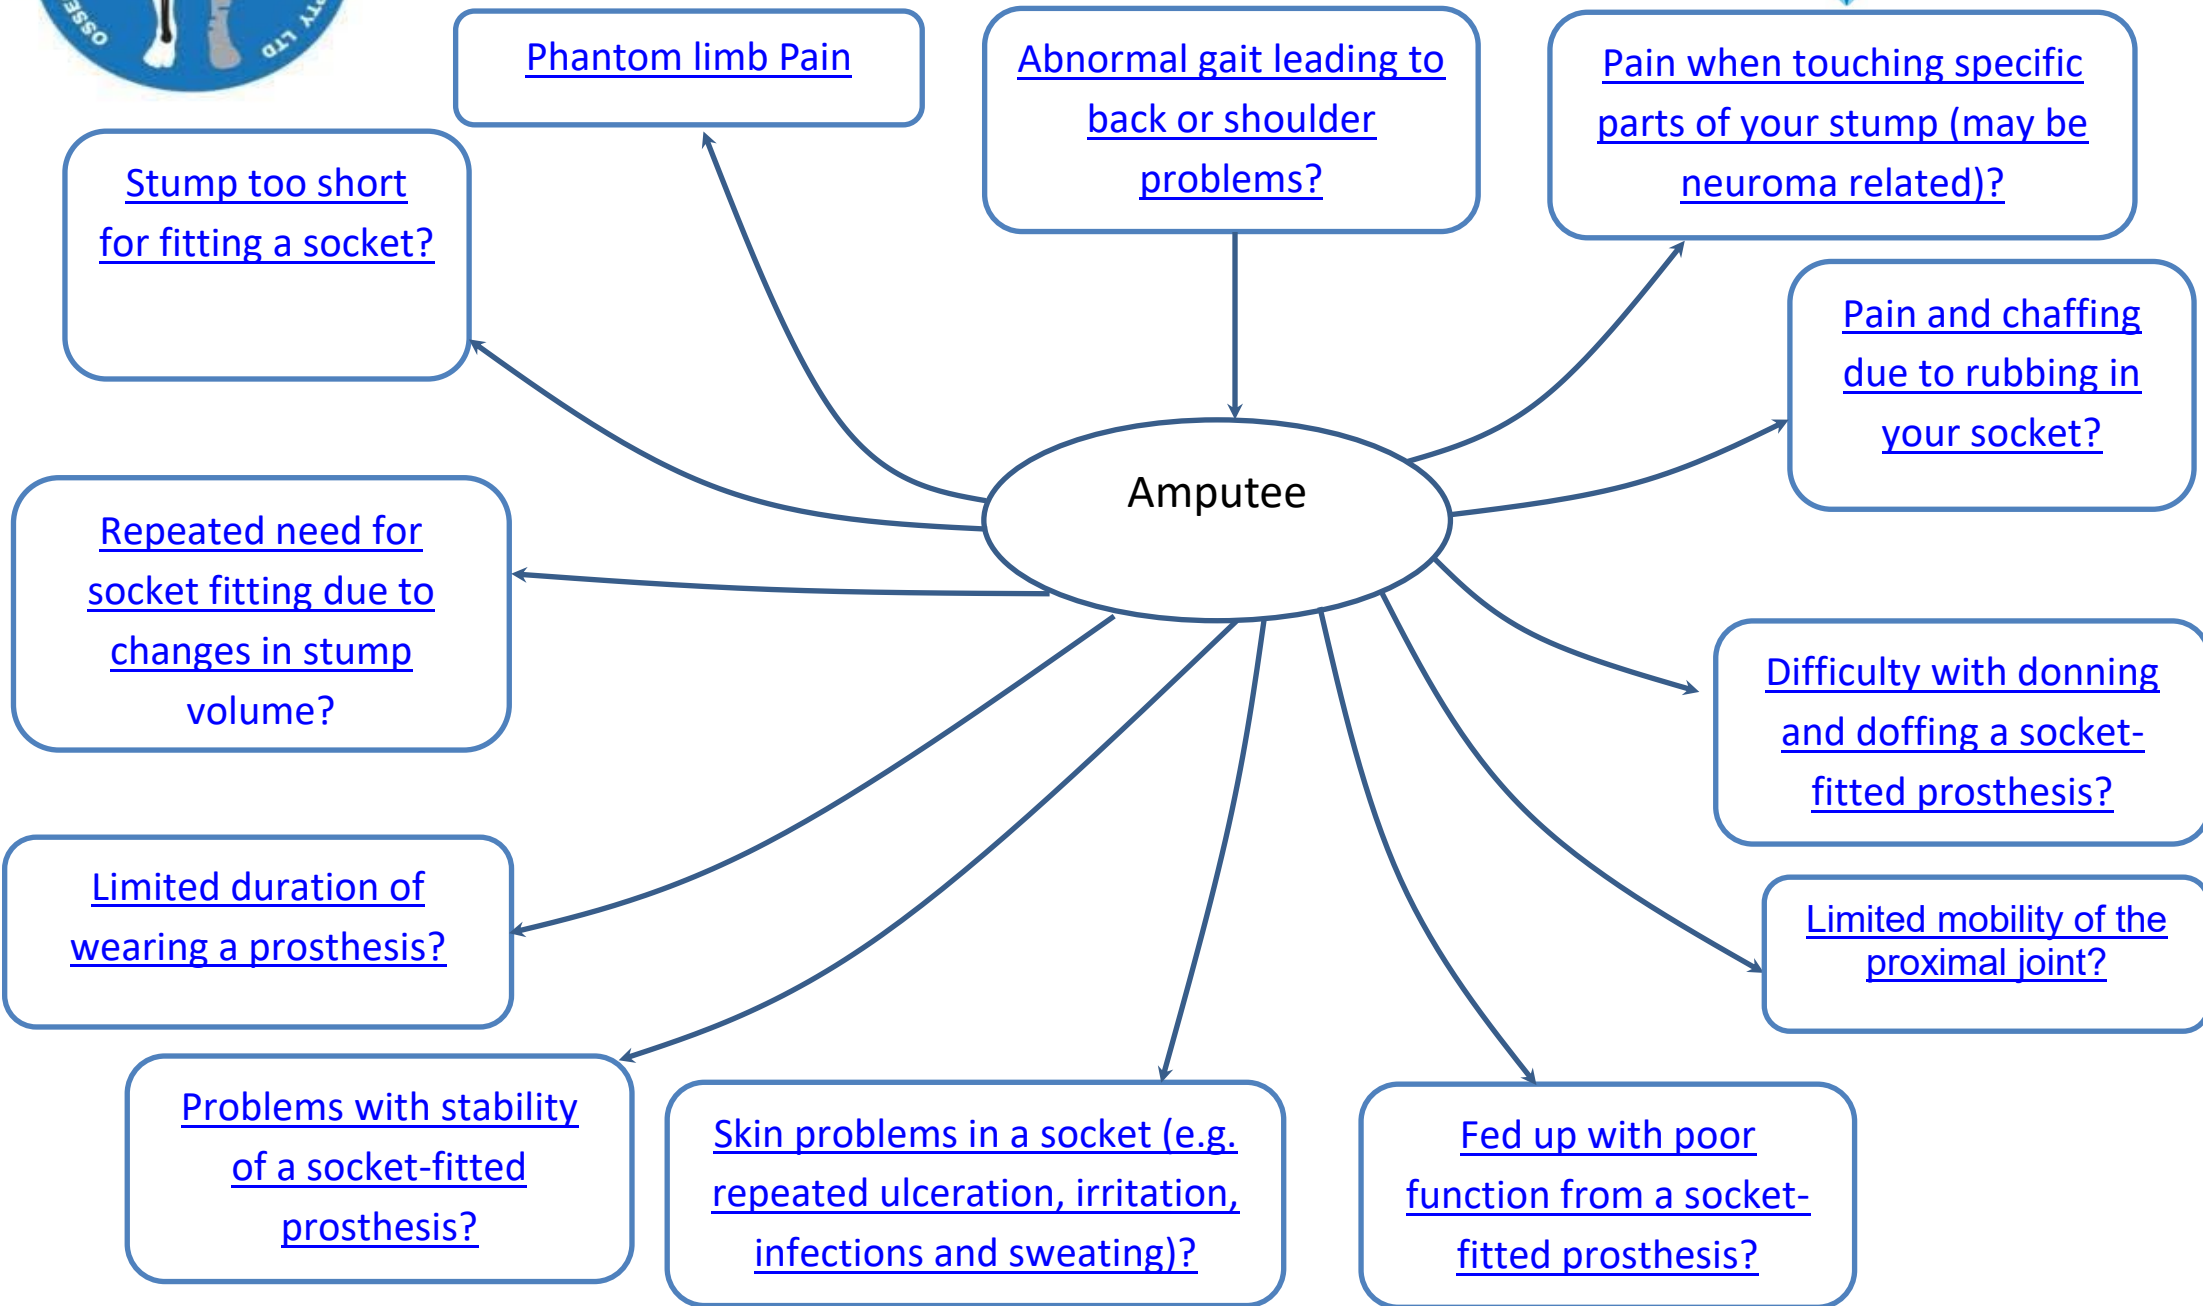 OSSE
PTY LTD
Phantom limb Pain
Abnormal gait leading to
back or shoulder
problems?
Pain when touching specific
parts of your stump (may be
neuroma related)?
Stump too short
for fitting a socket?
Pain and chaffing
due to rubbing in
your socket?
Amputee
Repeated need for
socket fitting due to
changes in stump
volume?
Difficulty with donning
and doffing a socket-
fitted prosthesis?
Limited duration of
wearing a prosthesis?
Limited mobility of the
proximal joint?
Problems with stability
of a socket-fitted
prosthesis?
Skin problems in a socket (e.g.
repeated ulceration, irritation,
infections and sweating)?
Fed up with poor
function from a socket-
fitted prosthesis?